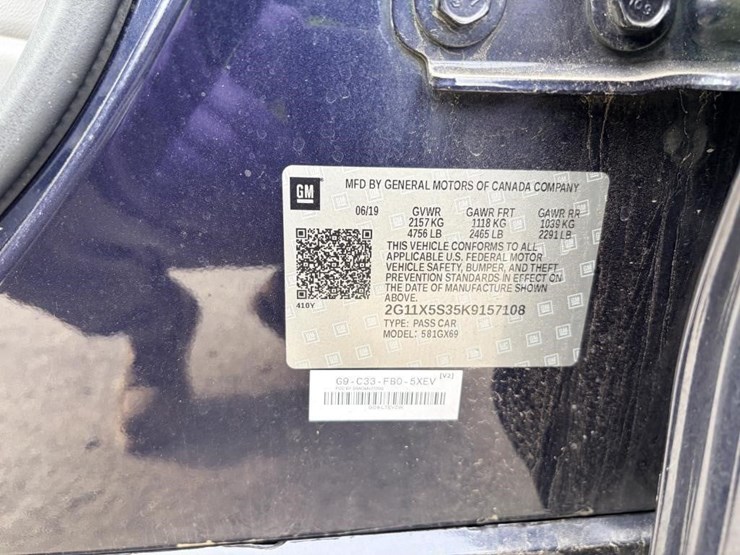 GM
MFD BY GENERAL MOTORS OF CANADA COMPANY
06/19 GVWR GAWR FRT GAWR RR
2157 KG 1118 KG 1039 KG
4756 LB 2465 LB 2291 LB
THIS VEHICLE CONFORMS TO ALL
APPLICABLE U.S. FEDERAL MOTOR
VEHICLE SAFETY, BUMPER, AND THEFT
PREVENTION STANDARDS IN EFFECT ON
THE DATE OF MANUFACTURE SHOWN
ABOVE.
410Y
2G11X5S35K9157108
TYPE: PASS CAR
MODEL: 581GX69
G9-C33-FB0-5XEV [V2]
109